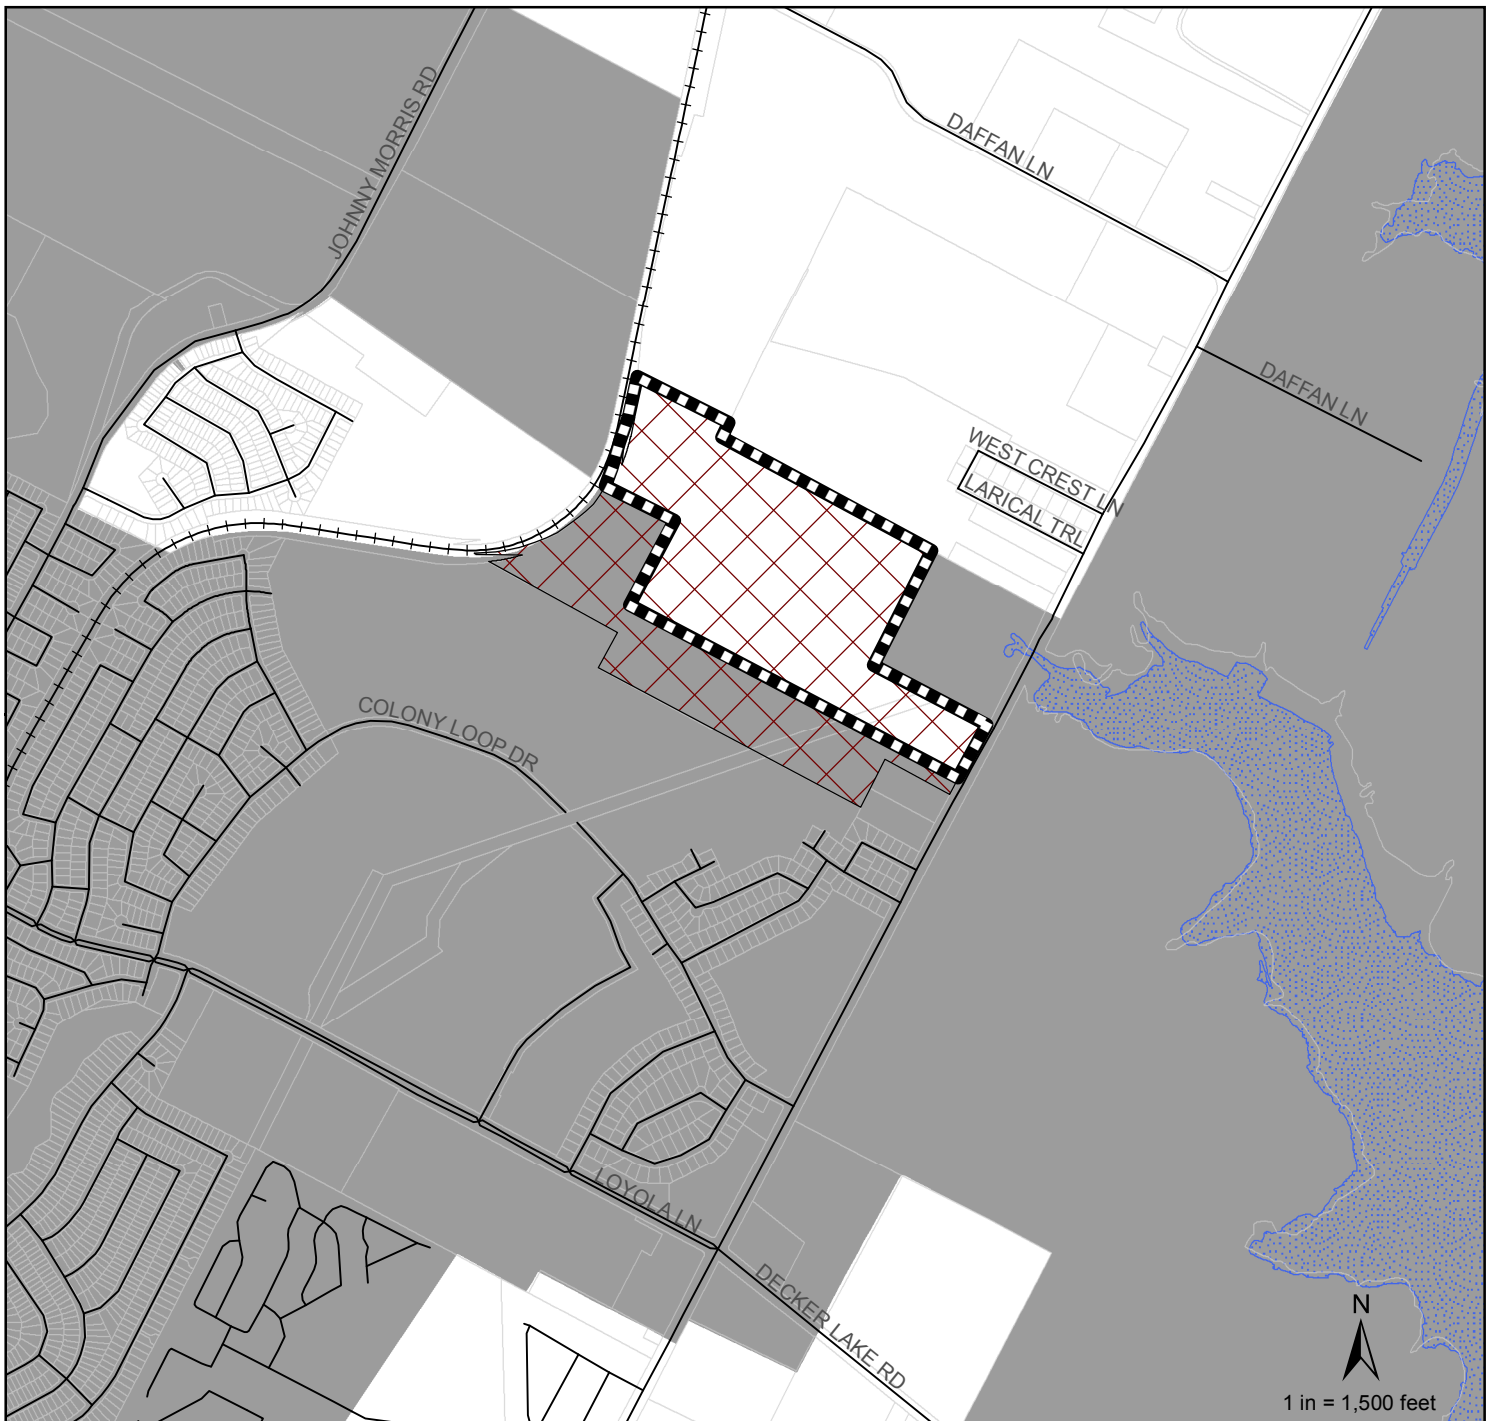 JOHNNY MORRIS RD
DAFFAN LN
DAFFAN LN
WEST CREST LN
LARICAL TRL
COLONY LOOP DR
LOYOLA LN
DECKER LAKE RD
N
1 in = 1,500 feet